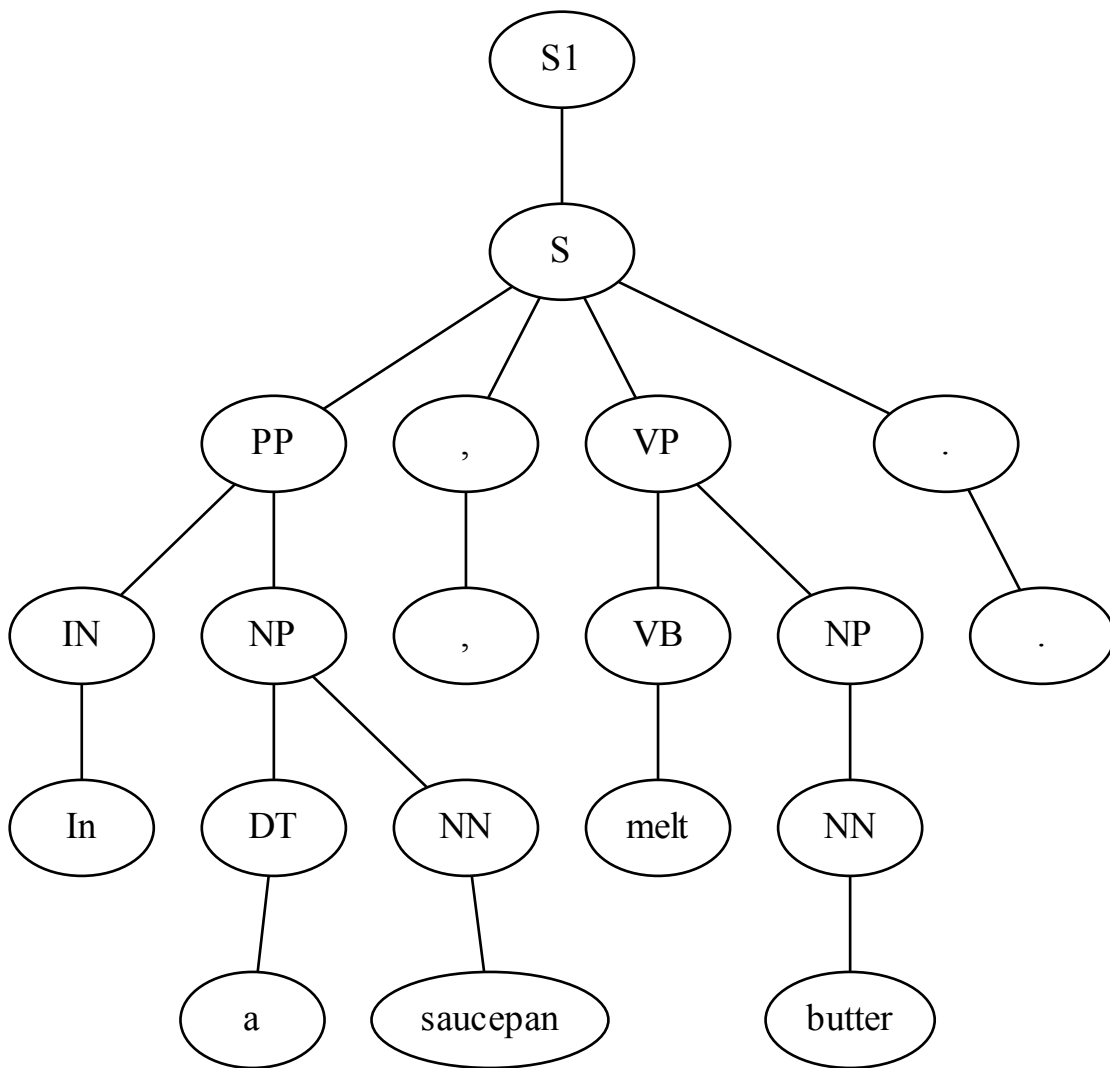 S1
S
PP , VP .
IN NP , VB NP .
In DT NN melt NN
a saucepan butter